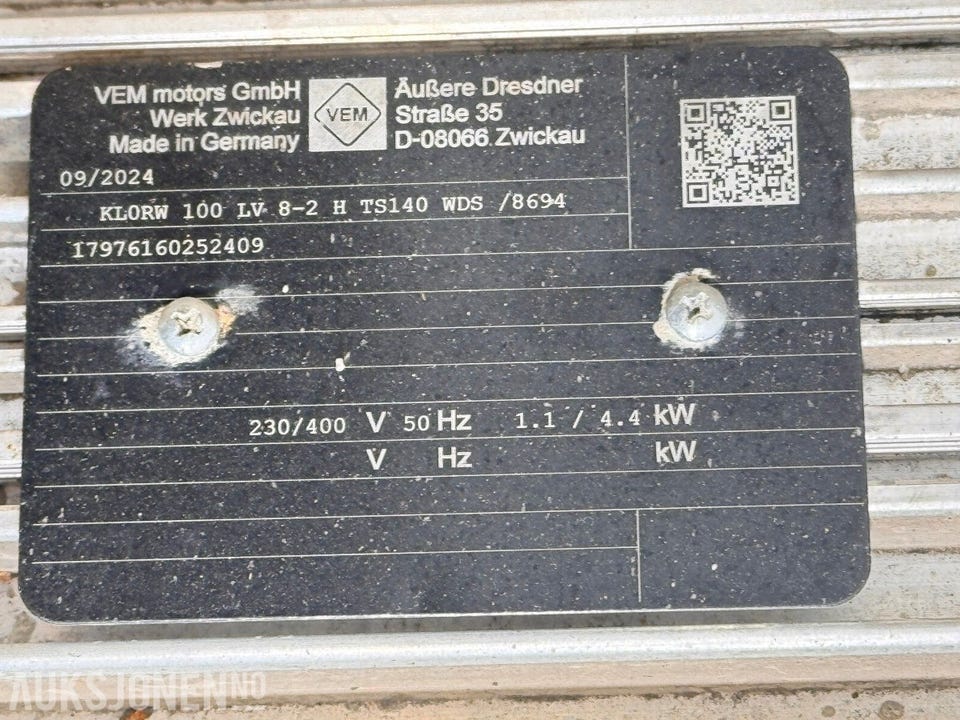 VEM motors GmbH
Werk Zwickau
Made in Germany
VEM
Äußere Dresdner
Straße 35
D-08066 Zwickau
09/2024
KLORW 100 LV 8-2 H TS140 WDS /8694
17976160252409
230/400 V 50 Hz 1.1 / 4.4 kW
V Hz kW
AUKSJONEN.NO